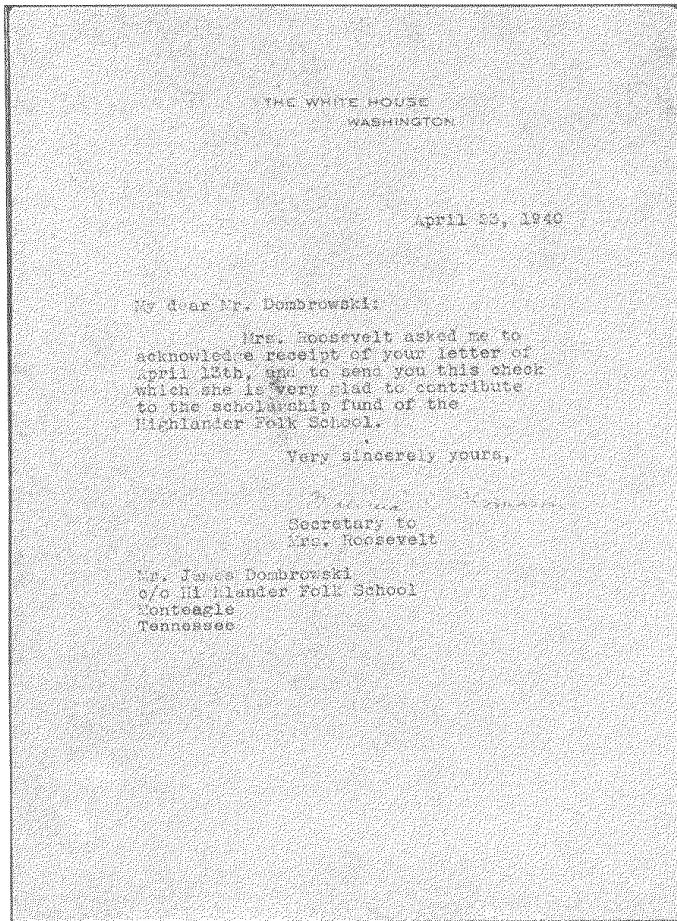 THE WHITE HOUSE
WASHINGTON
April 23, 1940
My dear Mr. Dombrowski:
Mrs. Roosevelt asked me to
acknowledge receipt of your letter of
April 13th, and to send you this check
which she is very glad to contribute
to the scholarship fund of the
Highlander Folk School.
Very sincerely yours,
Secretary to
Mrs. Roosevelt
Mr. James Dombrowski
c/o Highlander Folk School
Monteagle
Tennessee